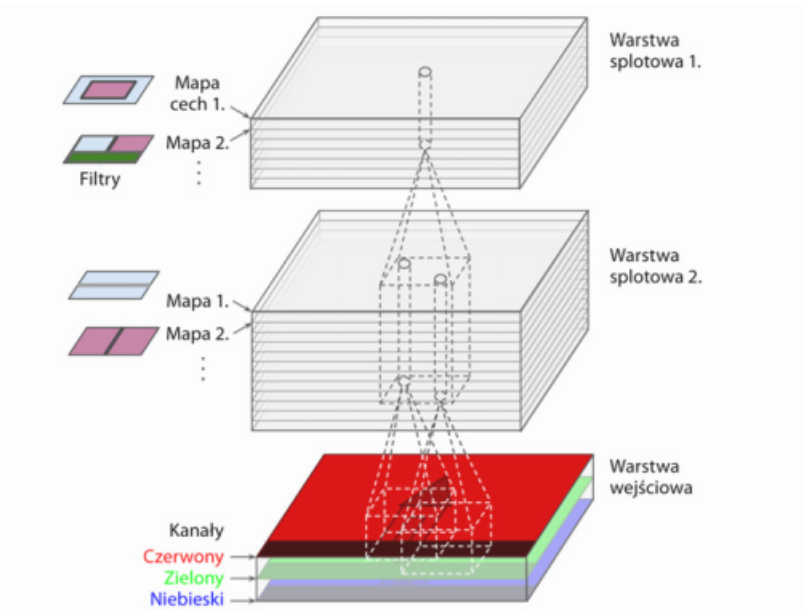 Warstwa
splotowa 1.
Mapa
cech 1.
Mapa 2.
Filtry
Warstwa
splotowa 2.
Mapa 1.
Mapa 2.
Warstwa
wejściowa
Kanały
Czerwony
Zielony
Niebieski